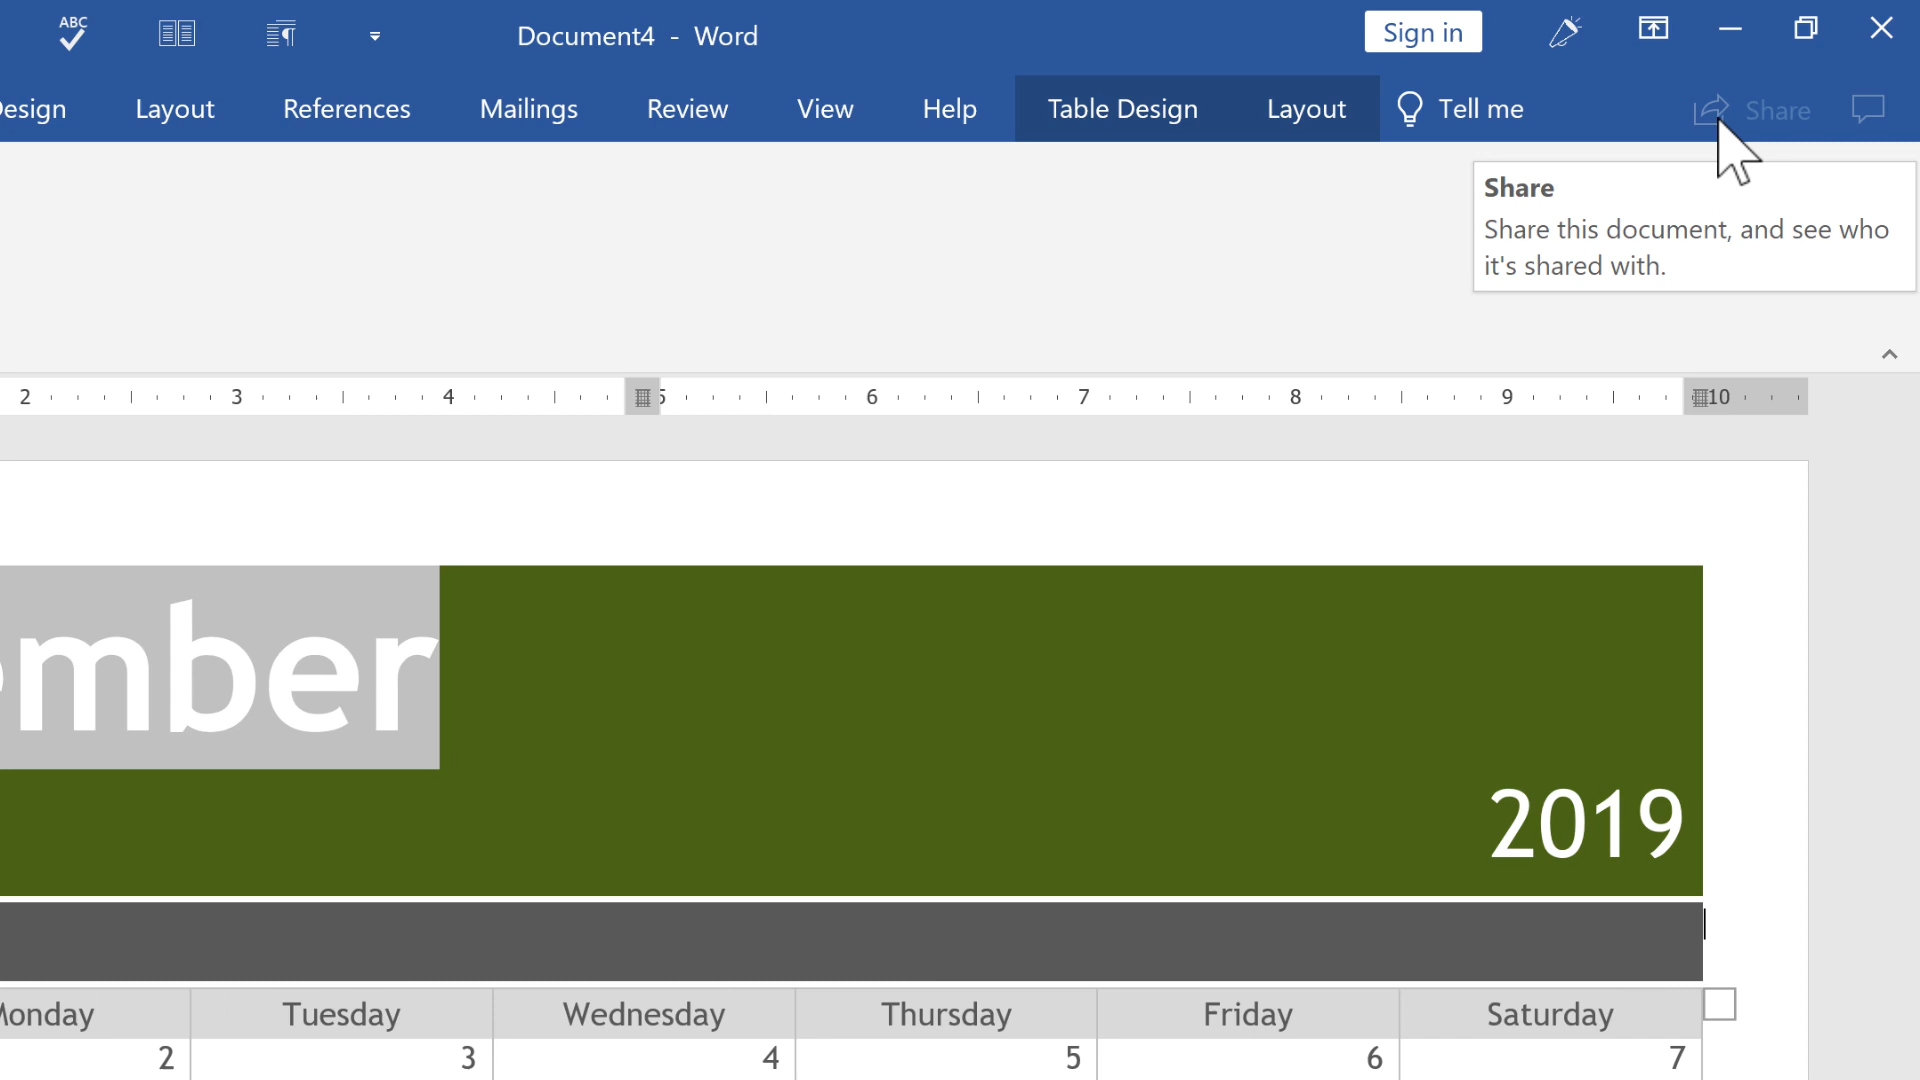 ABC
Document4 - Word
Sign in
esign
Layout
References
Mailings
Review
View
Help
Table Design
Layout
Tell me
Share
Share
Share this document, and see who
it's shared with.
2 3 4 5 6 7 8 9 10
ember
2019
onday Tuesday Wednesday Thursday Friday Saturday
2 3 4 5 6 7